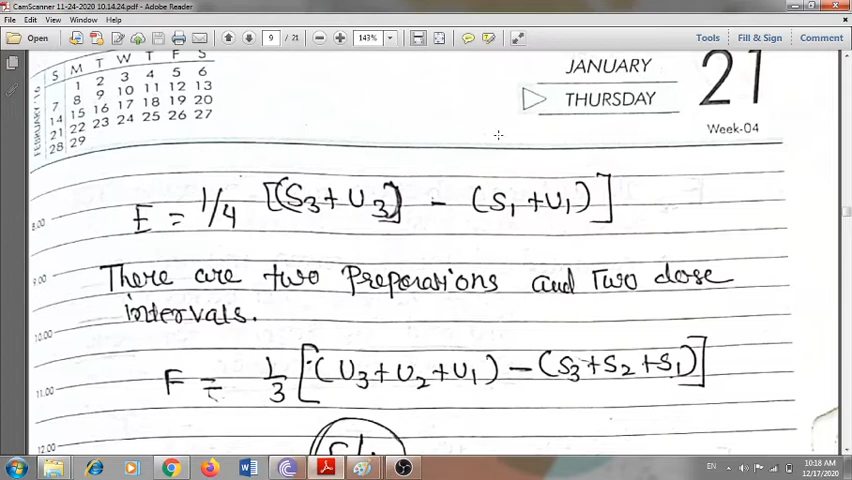 CamScanner 11-24-2020 10.14.24.pdf - Adobe Reader
File Edit View Window Help
Open 9 / 21 143% Tools Fill & Sign Comment
FEBRUARY '16
S M T W T F S
1 2 3 4 5 6
7 8 9 10 11 12 13
14 15 16 17 18 19 20
21 22 23 24 25 26 27
28 29
JANUARY
THURSDAY
21
Week-04
8.00
E = 1/4 [(S3 + U3) - (S1 + U1)]
9.00
There are two Preparations and Two dose
intervals.
10.00
F = 1/3 [(U3 + U2 + U1) - (S3 + S2 + S1)]
11.00
12.00
EN 10:18 AM
12/17/2020